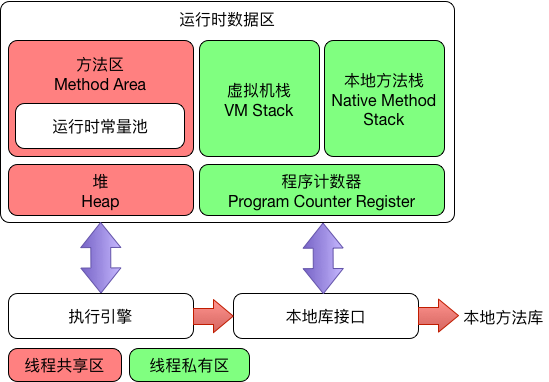 运行时数据区
方法区
Method Area
运行时常量池
虚拟机栈
VM Stack
本地方法栈
Native Method
Stack
堆
Heap
程序计数器
Program Counter Register
执行引擎
本地库接口
本地方法库
线程共享区
线程私有区